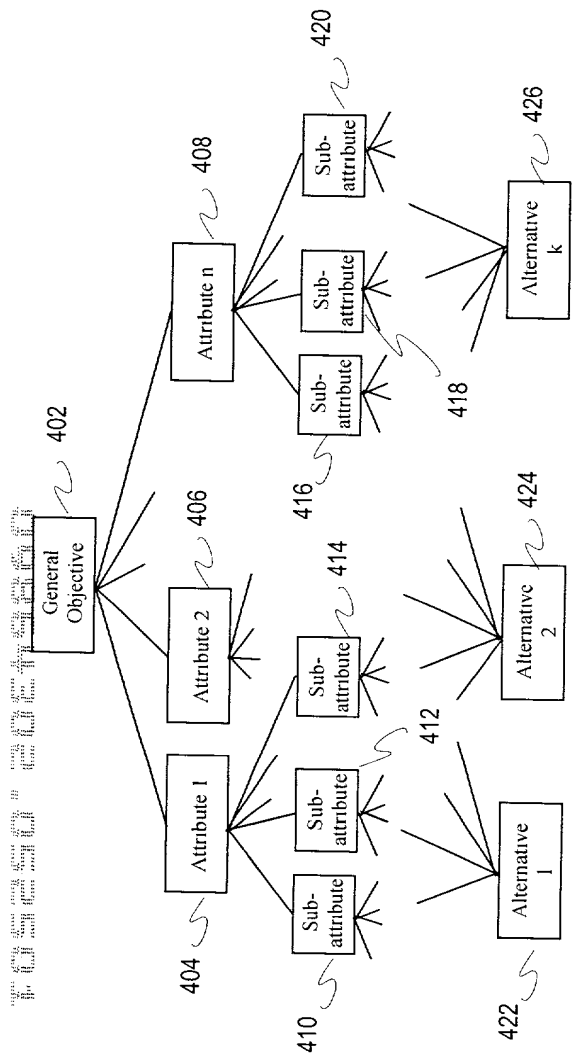 General
Objective
402
Attribute 1
404
Attribute 2
406
Attribute n
408
Sub-
attribute
410
Sub-
attribute
412
Sub-
attribute
414
Sub-
attribute
416
Sub-
attribute
418
Sub-
attribute
420
Alternative
1
422
Alternative
2
424
Alternative
k
426